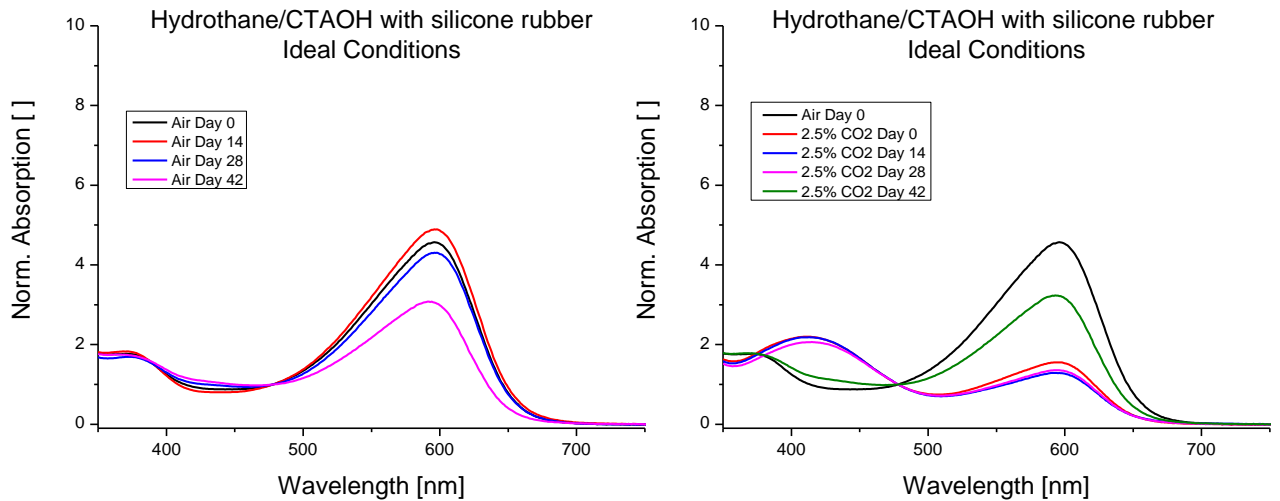 Hydrothane/CTAOH with silicone rubber
Ideal Conditions
Norm. Absorption [ ]
10
8
6
4
2
0
Air Day 0
Air Day 14
Air Day 28
Air Day 42
400
500
600
700
Wavelength [nm]
Hydrothane/CTAOH with silicone rubber
Ideal Conditions
Norm. Absorption [ ]
10
8
6
4
2
0
Air Day 0
2.5% CO2 Day 0
2.5% CO2 Day 14
2.5% CO2 Day 28
2.5% CO2 Day 42
400
500
600
700
Wavelength [nm]